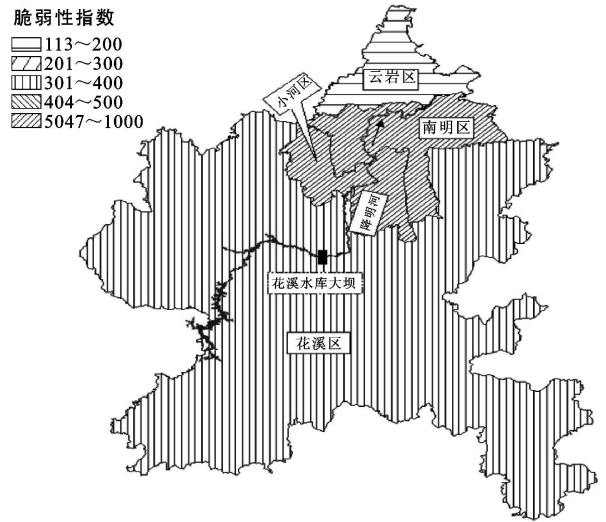 脆弱性指数
113～200
201～300
301～400
404～500
5047～1000
云岩区
小河区
南明区
降明河
花溪水库大坝
花溪区